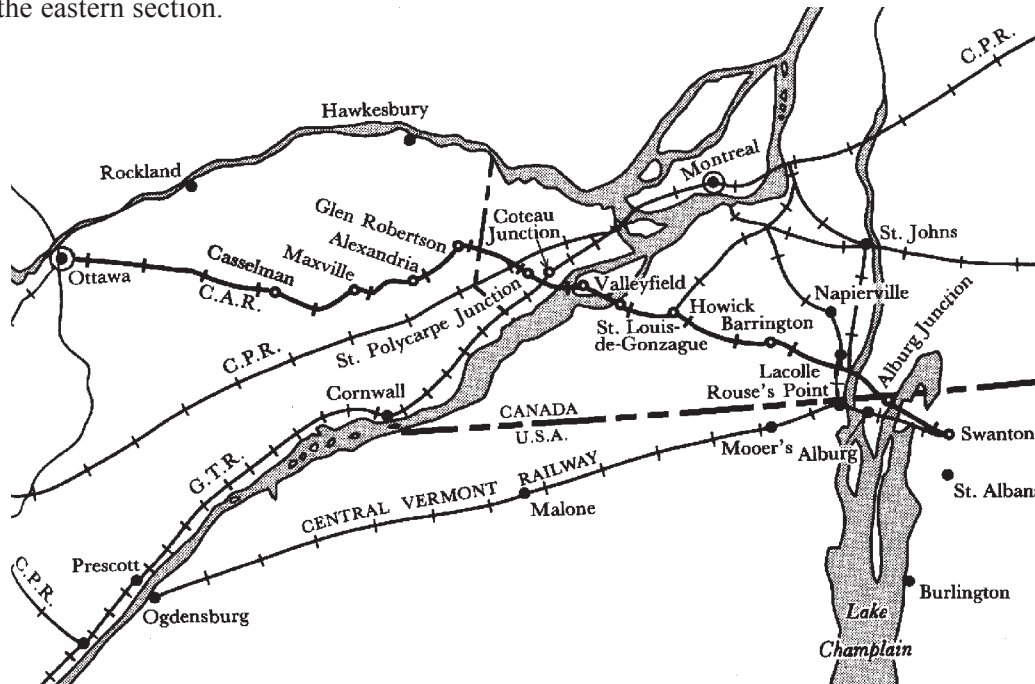 the eastern section.
C.P.R.
Hawkesbury
Rockland
Montreal
Glen Robertson
Coteau
Junction
Alexandria
St. Johns
Maxville
Casselman
Ottawa
C.A.R.
Valleyfield
Napierville
Howick
St. Polycarpe Junction
St. Louis-
de-Gonzague
Barrington
Alburg Junction
C.P.R.
Lacolle
Cornwall
Rouse's Point
CANADA
U.S.A.
Mooer's
Alburg
Swanton
G.T.R.
CENTRAL VERMONT RAILWAY
Malone
St. Alban
Prescott
C.P.R.
Ogdensburg
Burlington
Lake
Champlain